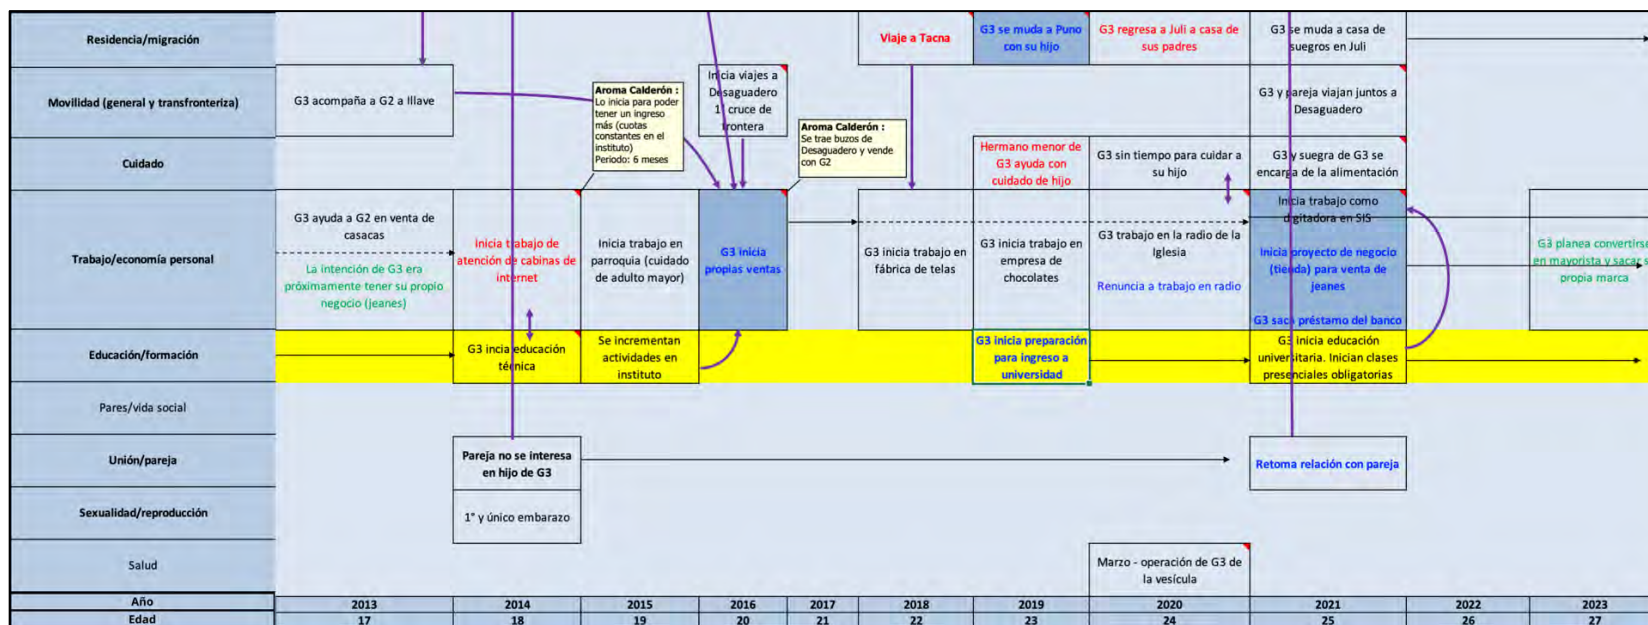 Residencia/migración
Viaje a Tacna
G3 se muda a Puno
con su hijo
G3 regresa a Juli a casa de
sus padres
G3 se muda a casa de
suegros en Juli
Movilidad (general y transfronteriza)
G3 acompaña a G2 a Illave
Aroma Calderón :
Lo inicia para poder
tener un ingreso
más (cuotas
constantes en el
instituto)
Periodo: 6 meses
Inicia viajes a
Desaguadero
1° cruce de
frontera
Aroma Calderón :
Se trae buzos de
Desaguadero y vende
con G2
G3 y pareja viajan juntos a
Desaguadero
Cuidado
Hermano menor de
G3 ayuda con
cuidado de hijo
G3 sin tiempo para cuidar a
su hijo
G3 y suegra de G3 se
encarga de la alimentación
Trabajo/economía personal
G3 ayuda a G2 en venta de
casacas
La intención de G3 era
próximamente tener su propio
negocio (jeanes)
Inicia trabajo de
atención de cabinas de
internet
Inicia trabajo en
parroquia (cuidado
de adulto mayor)
G3 inicia
propias ventas
G3 inicia trabajo en
fábrica de telas
G3 inicia trabajo en
empresa de
chocolates
G3 trabajo en la radio de la
Iglesia
Renuncia a trabajo en radio
Inicia trabajo como
digitadora en SIS
Inicia proyecto de negocio
(tienda) para venta de
jeanes
G3 saca préstamo del banco
G3 planea convertirse
en mayorista y sacar s
propia marca
Educación/formación
G3 incia educación
técnica
Se incrementan
actividades en
instituto
G3 inicia preparación
para ingreso a
universidad
G3 inicia educación
universitaria. Inician clases
presenciales obligatorias
Pares/vida social
Unión/pareja
Pareja no se interesa
en hijo de G3
Retoma relación con pareja
Sexualidad/reproducción
1° y único embarazo
Salud
Marzo - operación de G3 de
la vesícula
Año 2013 2014 2015 2016 2017 2018 2019 2020 2021 2022 2023
Edad 17 18 19 20 21 22 23 24 25 26 27